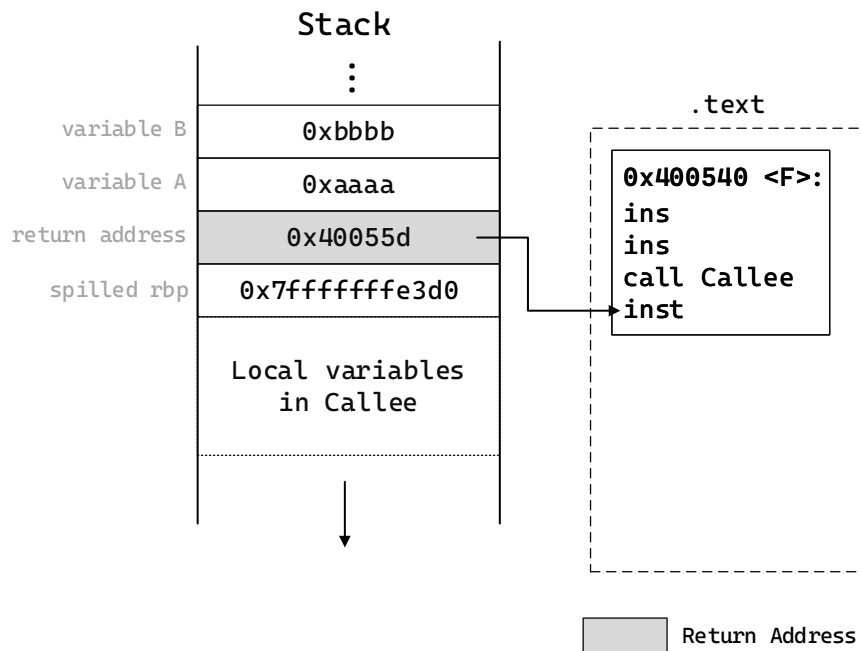 Stack
variable B
0xbbbb
variable A
0xaaaa
return address
0x40055d
spilled rbp
0x7fffffffe3d0
Local variables
in Callee
.text
0x400540 <F>:
ins
ins
call Callee
inst
Return Address